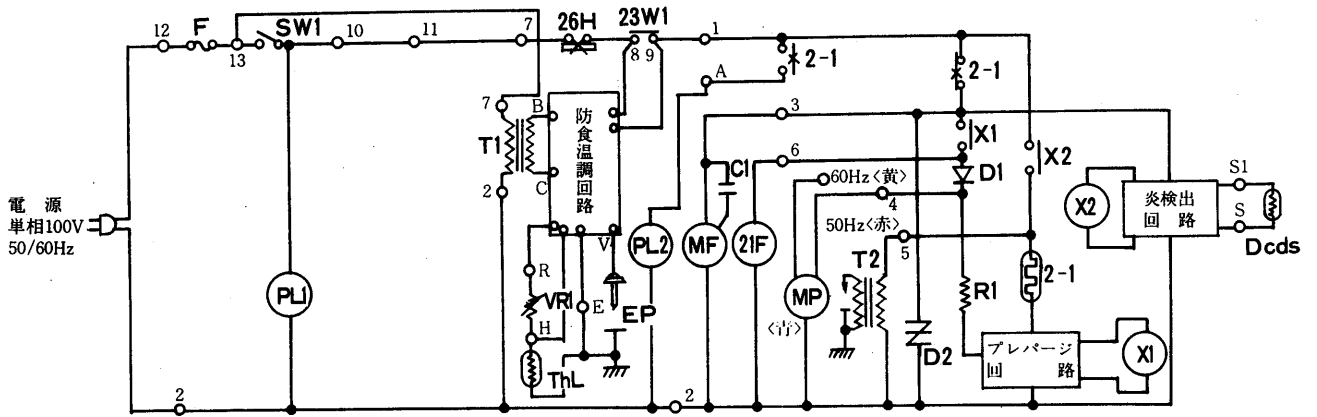 12
F
13
SW1
10
11
7
26H
23W1
8 9
1
2-1
A
2-1
3
X1
X2
7
B
T1
C
2
防食温調回路
6
C1
60Hz<黄>
4
D1
50Hz<赤>
5
電源
単相100V
50/60Hz
PL1
V
R
VR1
H
ThL
E
EP
PL2
MF
21F
MP
<青>
T2
D2
R1
2-1
プレパージ
回路
X1
X2
炎検出
回路
S1
S
Dcds
2
2